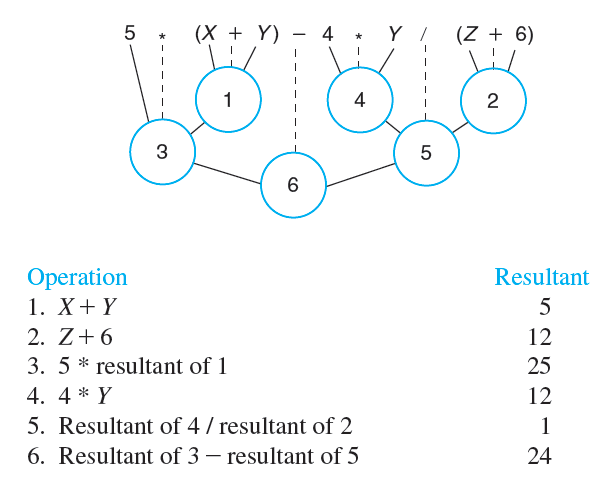 5 * (X + Y) − 4 * Y / (Z + 6)
1 4 2
3 5
6
Operation Resultant
1. X + Y 5
2. Z + 6 12
3. 5 * resultant of 1 25
4. 4 * Y 12
5. Resultant of 4 / resultant of 2 1
6. Resultant of 3 − resultant of 5 24